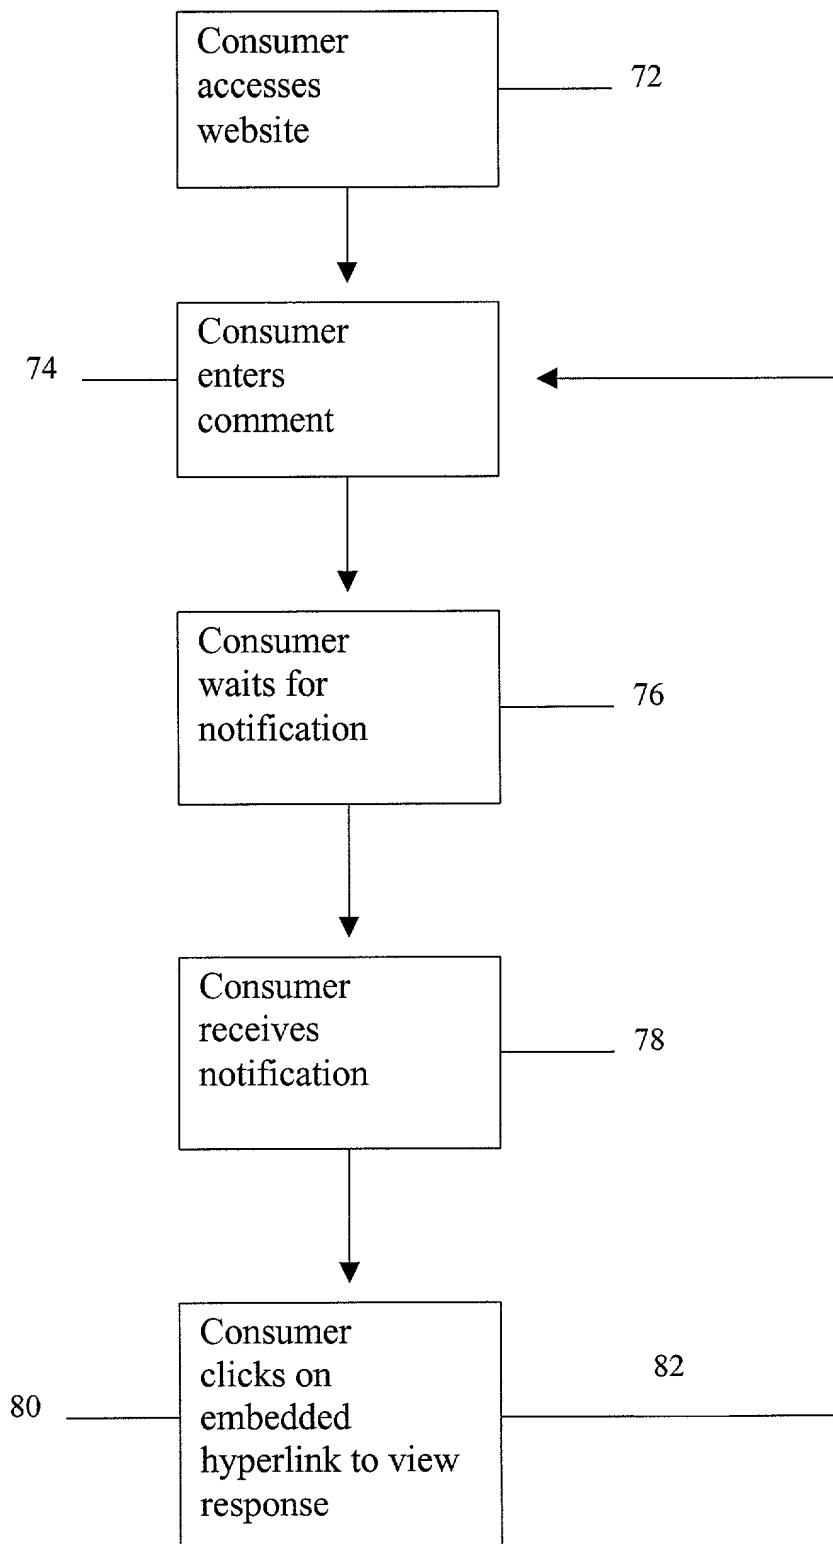 Consumer
accesses
website
72
Consumer
enters
comment
74
Consumer
waits for
notification
76
Consumer
receives
notification
78
Consumer
clicks on
embedded
hyperlink to view
response
80
82